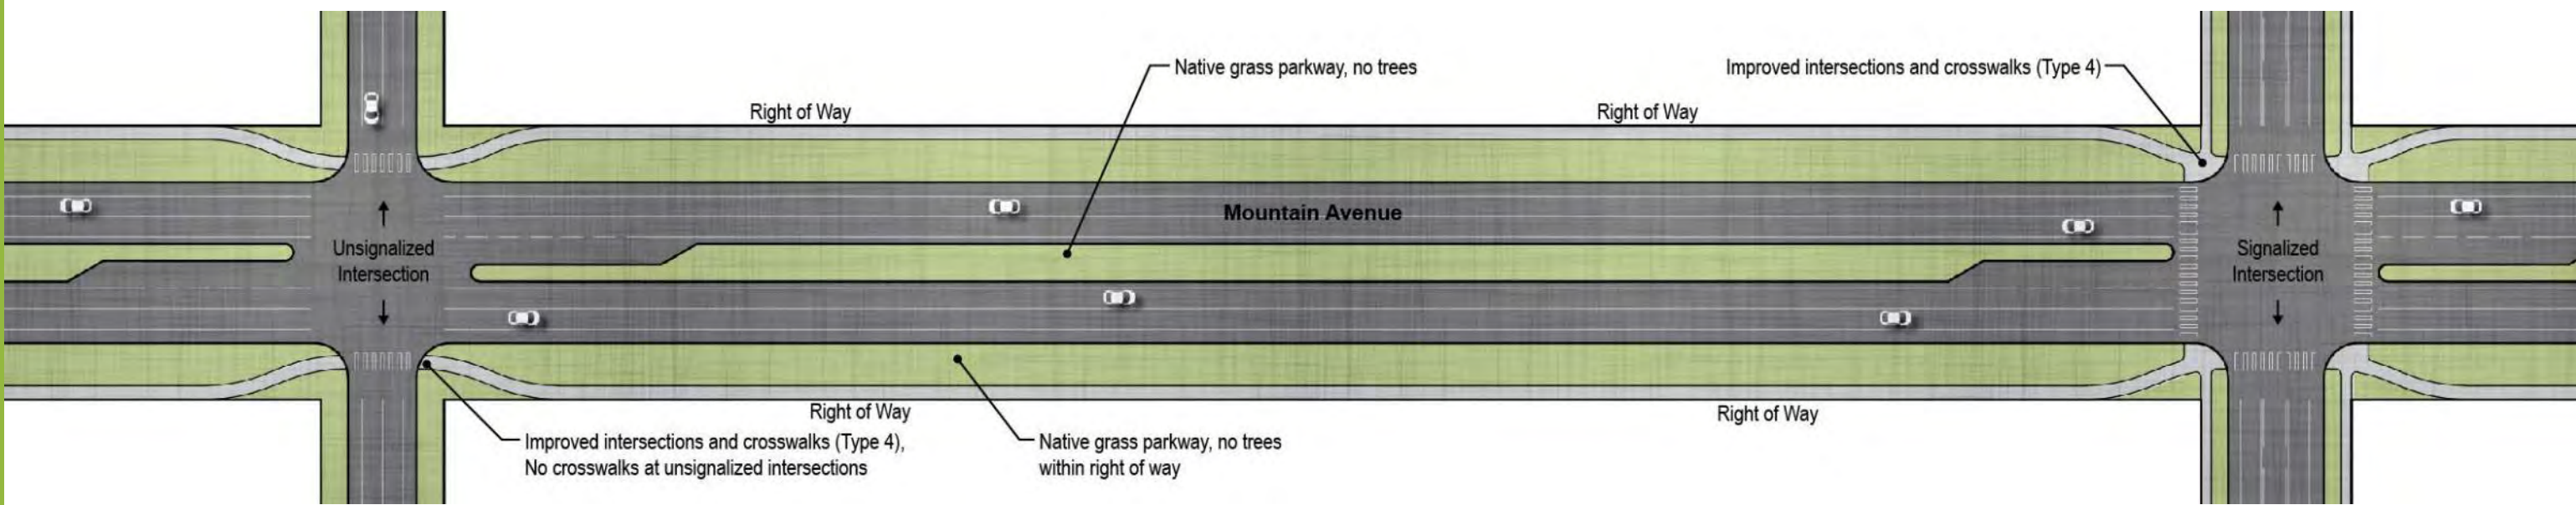 Native grass parkway, no trees
Improved intersections and crosswalks (Type 4)
Right of Way
Right of Way
Mountain Avenue
Unsignalized
Intersection
Signalized
Intersection
Right of Way
Right of Way
Improved intersections and crosswalks (Type 4),
No crosswalks at unsignalized intersections
Native grass parkway, no trees
within right of way